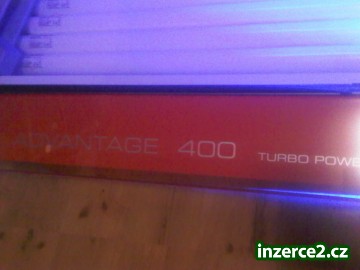 ADVANTAGE 400 TURBO POWE
inzerce2.cz